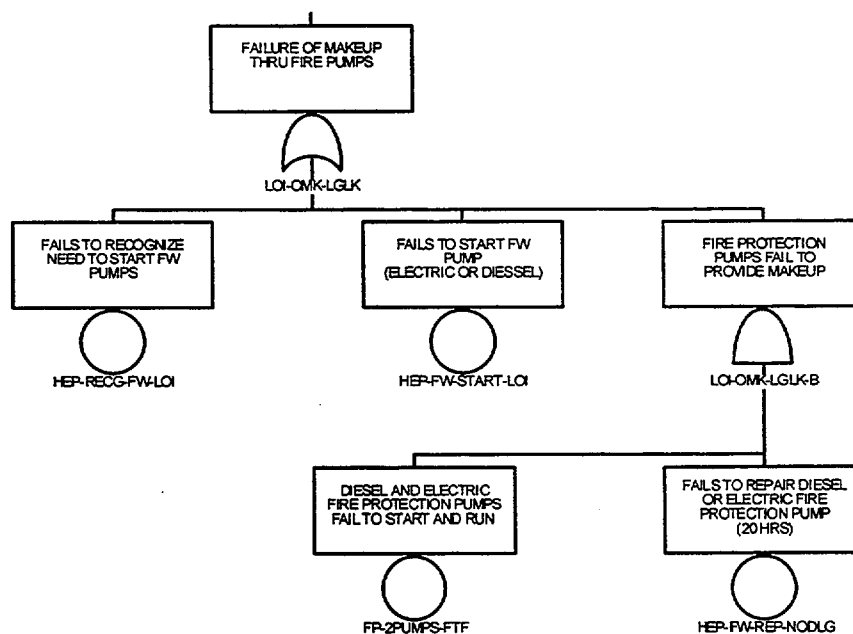 FAILURE OF MAKEUP
THRU FIRE PUMPS
LOI-OMK-LGLK
FAILS TO RECOGNIZE
NEED TO START FW
PUMPS
HEP-RECG-FW-LOI
FAILS TO START FW
PUMP
(ELECTRIC OR DIESSEL)
HEP-FW-START-LOI
FIRE PROTECTION
PUMPS FAIL TO
PROVIDE MAKEUP
LOI-OMK-LGLK-B
DIESEL AND ELECTRIC
FIRE PROTECTION PUMPS
FAIL TO START AND RUN
FP-2PUMPS-FTF
FAILS TO REPAIR DIESEL
OR ELECTRIC FIRE
PROTECTION PUMP
(20 HRS)
HEP-FW-REP-NODLG